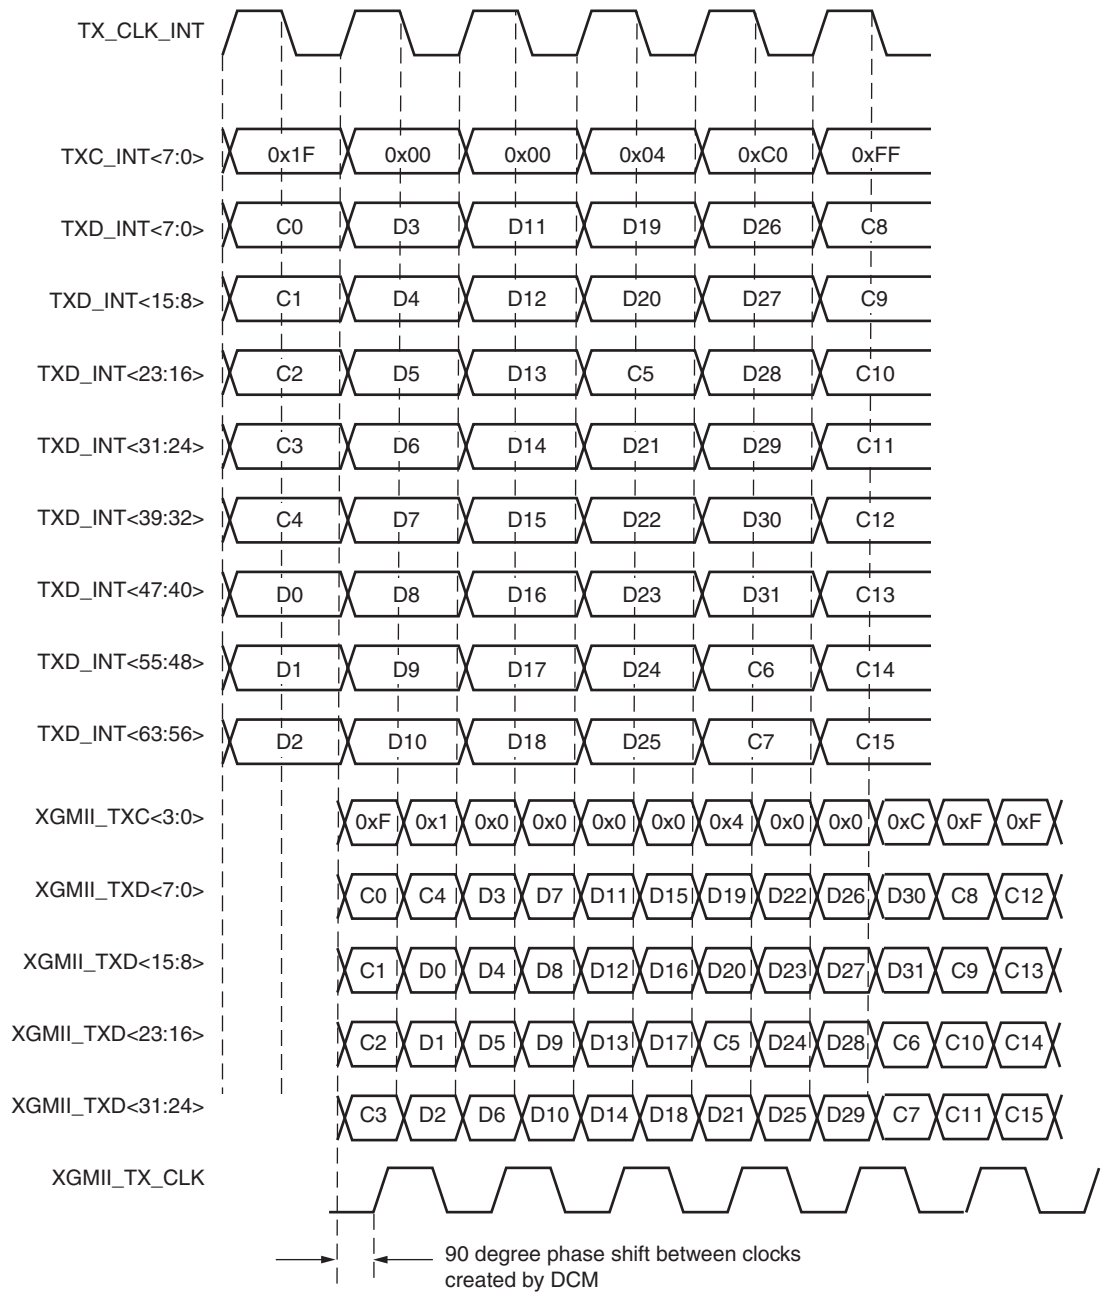 TX_CLK_INT
TXC_INT<7:0> 0x1F 0x00 0x00 0x04 0xC0 0xFF
TXD_INT<7:0> C0 D3 D11 D19 D26 C8
TXD_INT<15:8> C1 D4 D12 D20 D27 C9
TXD_INT<23:16> C2 D5 D13 C5 D28 C10
TXD_INT<31:24> C3 D6 D14 D21 D29 C11
TXD_INT<39:32> C4 D7 D15 D22 D30 C12
TXD_INT<47:40> D0 D8 D16 D23 D31 C13
TXD_INT<55:48> D1 D9 D17 D24 C6 C14
TXD_INT<63:56> D2 D10 D18 D25 C7 C15
XGMII_TXC<3:0> 0xF 0x1 0x0 0x0 0x0 0x0 0x4 0x0 0x0 0xC 0xF 0xF
XGMII_TXD<7:0> C0 C4 D3 D7 D11 D15 D19 D22 D26 D30 C8 C12
XGMII_TXD<15:8> C1 D0 D4 D8 D12 D16 D20 D23 D27 D31 C9 C13
XGMII_TXD<23:16> C2 D1 D5 D9 D13 D17 C5 D24 D28 C6 C10 C14
XGMII_TXD<31:24> C3 D2 D6 D10 D14 D18 D21 D25 D29 C7 C11 C15
XGMII_TX_CLK
90 degree phase shift between clocks
created by DCM